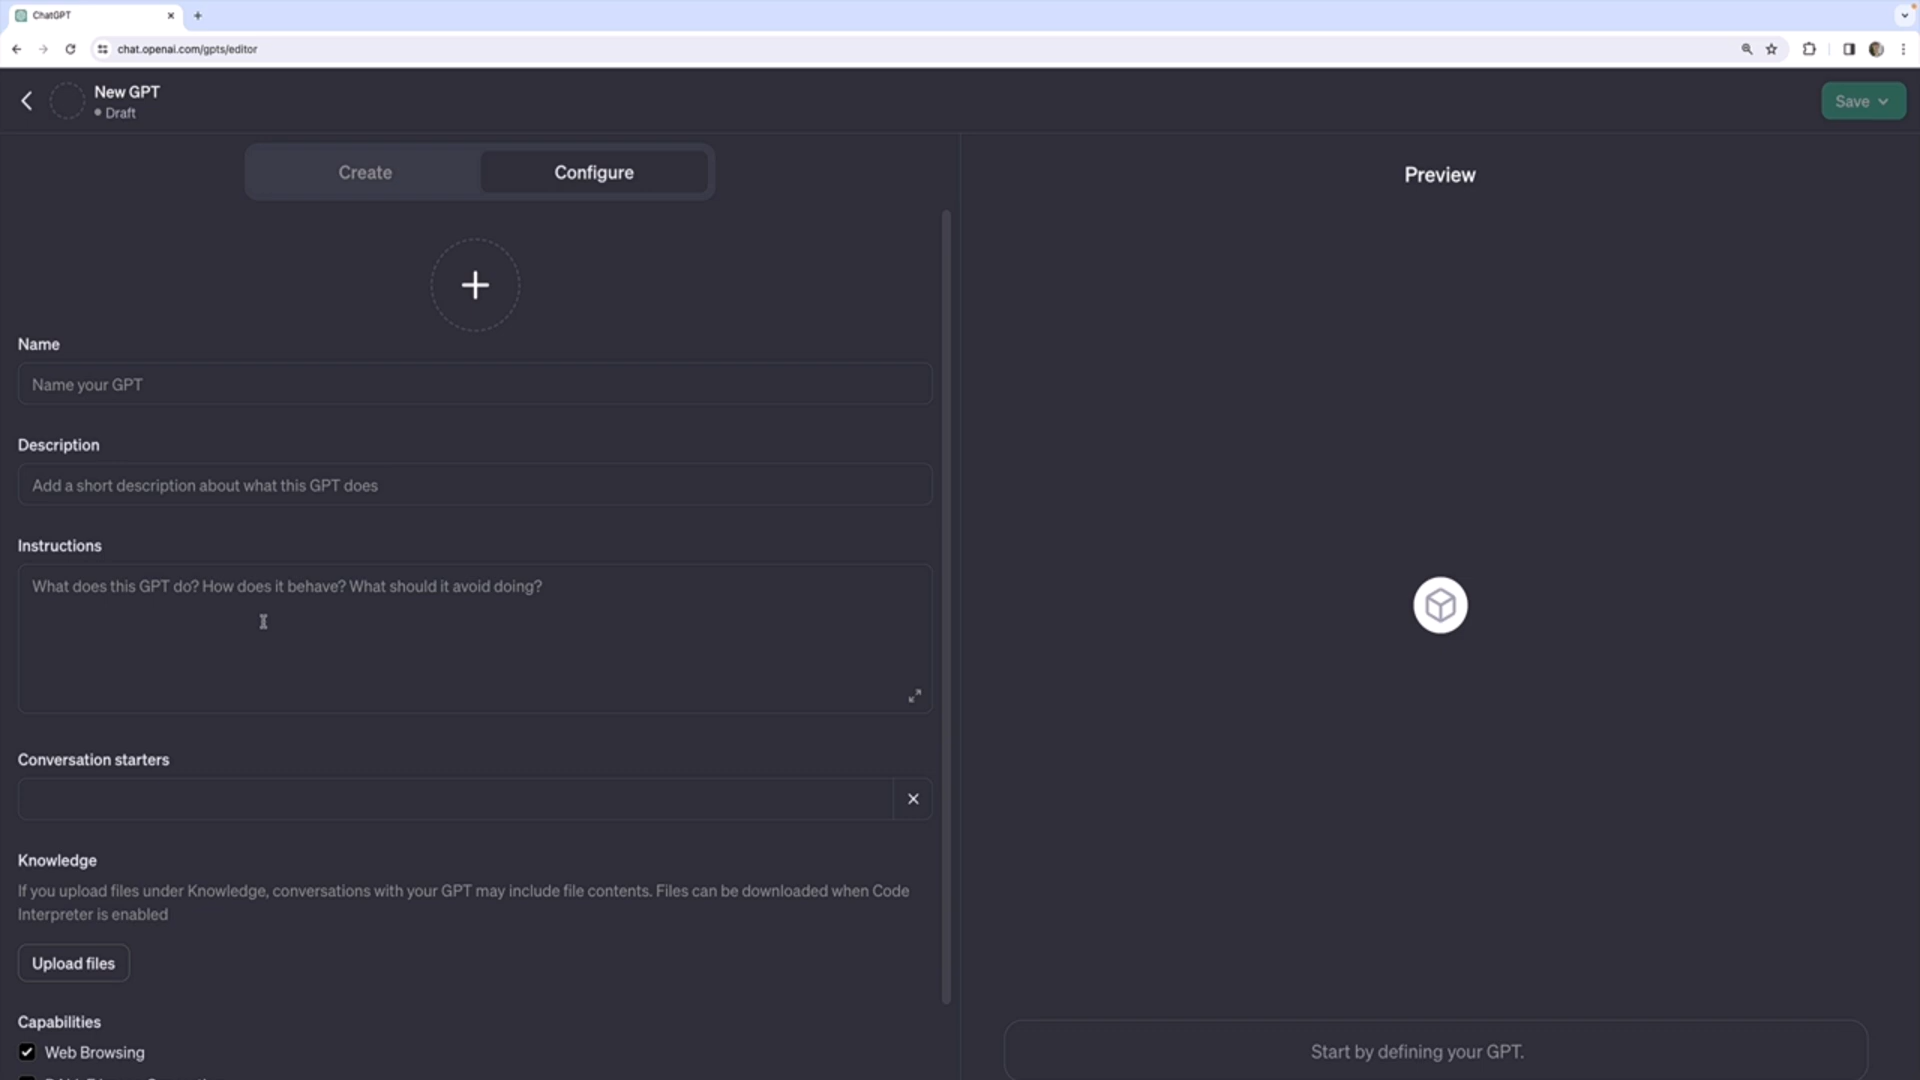 ChatGPT
chat.openai.com/gpts/editor
New GPT
Draft
Save
Create
Configure
Preview
Name
Name your GPT
Description
Add a short description about what this GPT does
Instructions
What does this GPT do? How does it behave? What should it avoid doing?
Conversation starters
Knowledge
If you upload files under Knowledge, conversations with your GPT may include file contents. Files can be downloaded when Code
Interpreter is enabled
Upload files
Capabilities
Web Browsing
Start by defining your GPT.